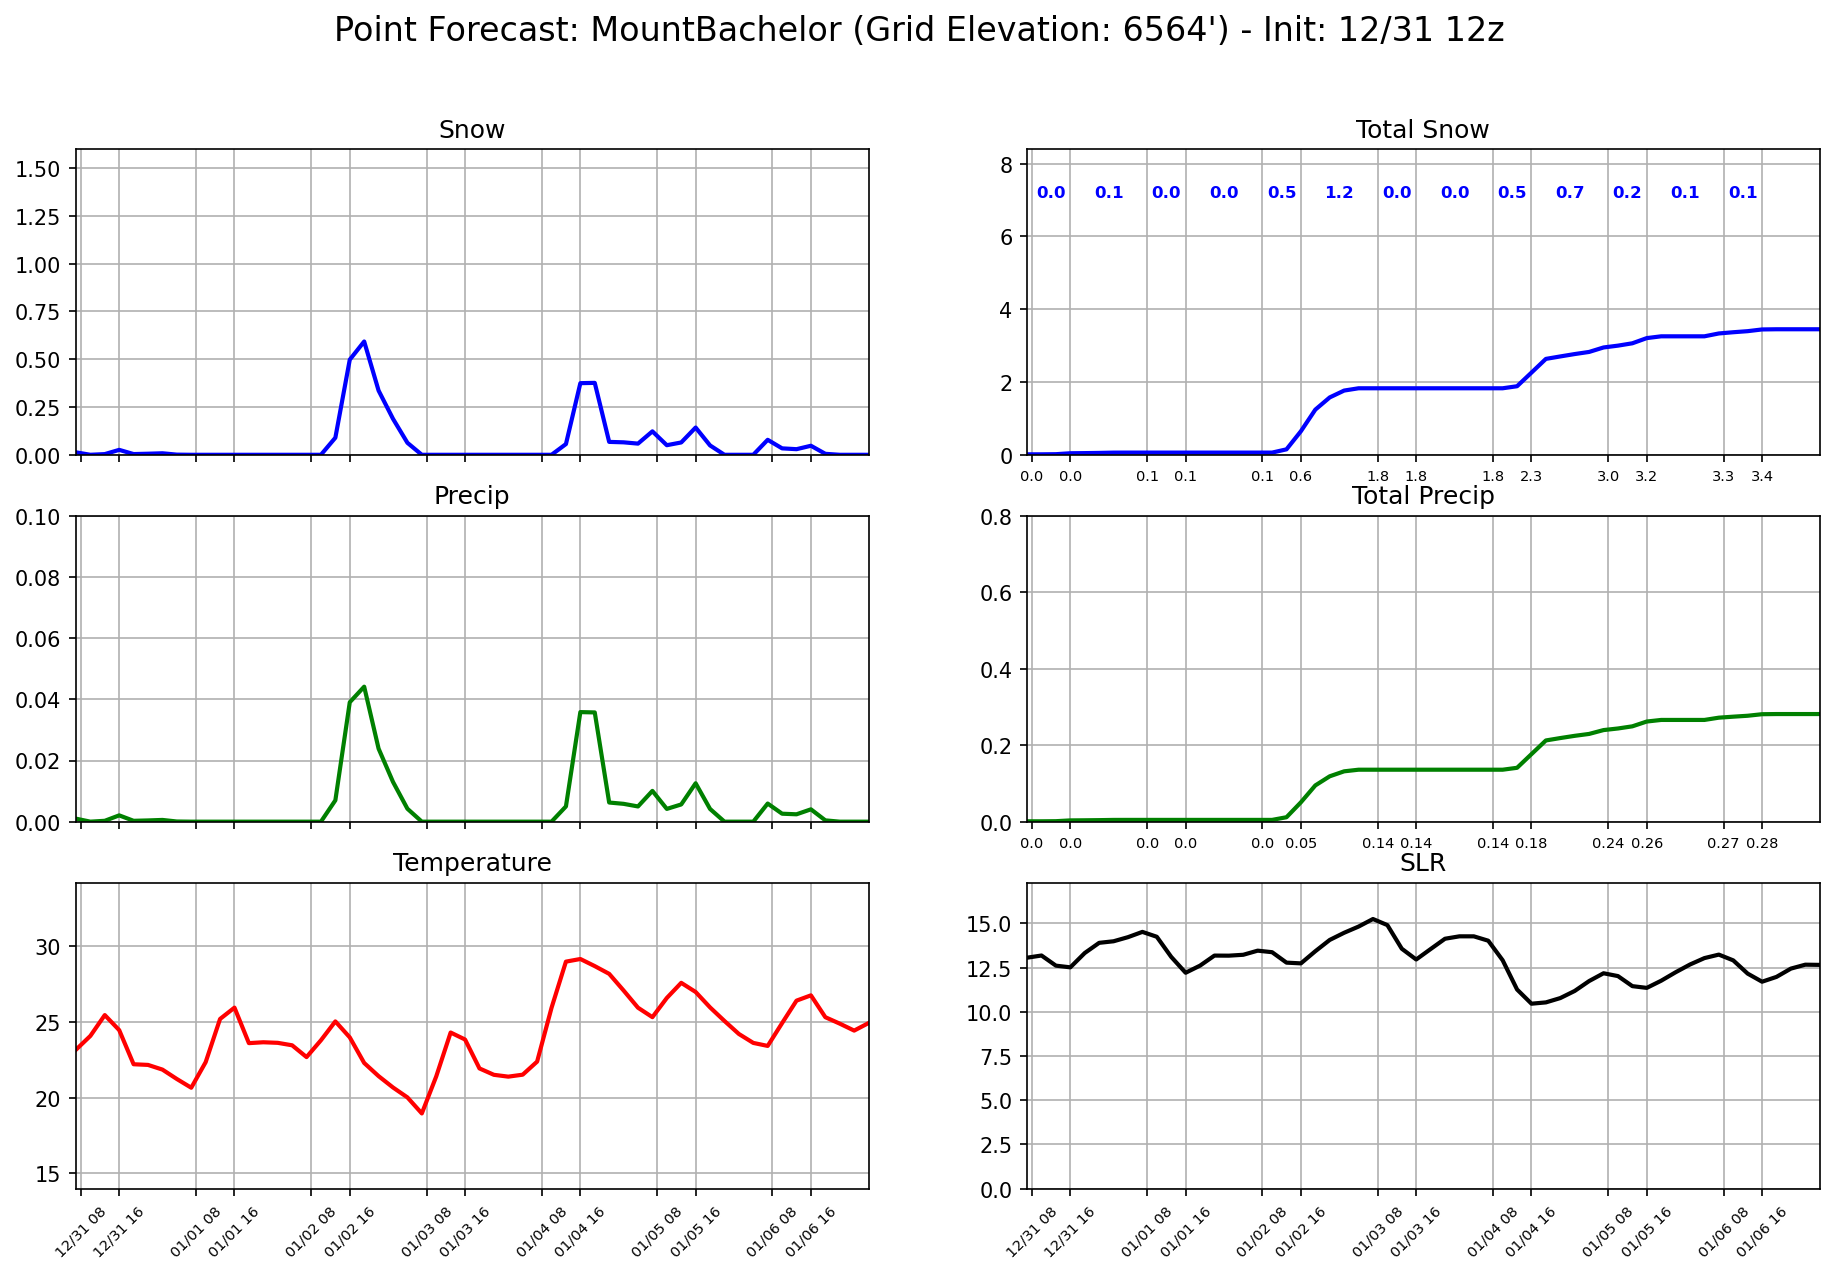 Point Forecast: MountBachelor (Grid Elevation: 6564') - Init: 12/31 12z
Snow
1.50
1.25
1.00
0.75
0.50
0.25
0.00
Total Snow
8
6
4
2
0
0.0 0.1 0.0 0.0 0.5 1.2 0.0 0.0 0.5 0.7 0.2 0.1 0.1
0.0 0.0 0.1 0.1 0.1 0.6 1.8 1.8 1.8 2.3 3.0 3.2 3.3 3.4
Precip
0.10
0.08
0.06
0.04
0.02
0.00
Total Precip
0.8
0.6
0.4
0.2
0.0
0.0 0.0 0.0 0.0 0.0 0.05 0.14 0.14 0.14 0.18 0.24 0.26 0.27 0.28
Temperature
30
25
20
15
12/31 08 12/31 16 01/01 08 01/01 16 01/02 08 01/02 16 01/03 08 01/03 16 01/04 08 01/04 16 01/05 08 01/05 16 01/06 08 01/06 16
SLR
15.0
12.5
10.0
7.5
5.0
2.5
0.0
12/31 08 12/31 16 01/01 08 01/01 16 01/02 08 01/02 16 01/03 08 01/03 16 01/04 08 01/04 16 01/05 08 01/05 16 01/06 08 01/06 16